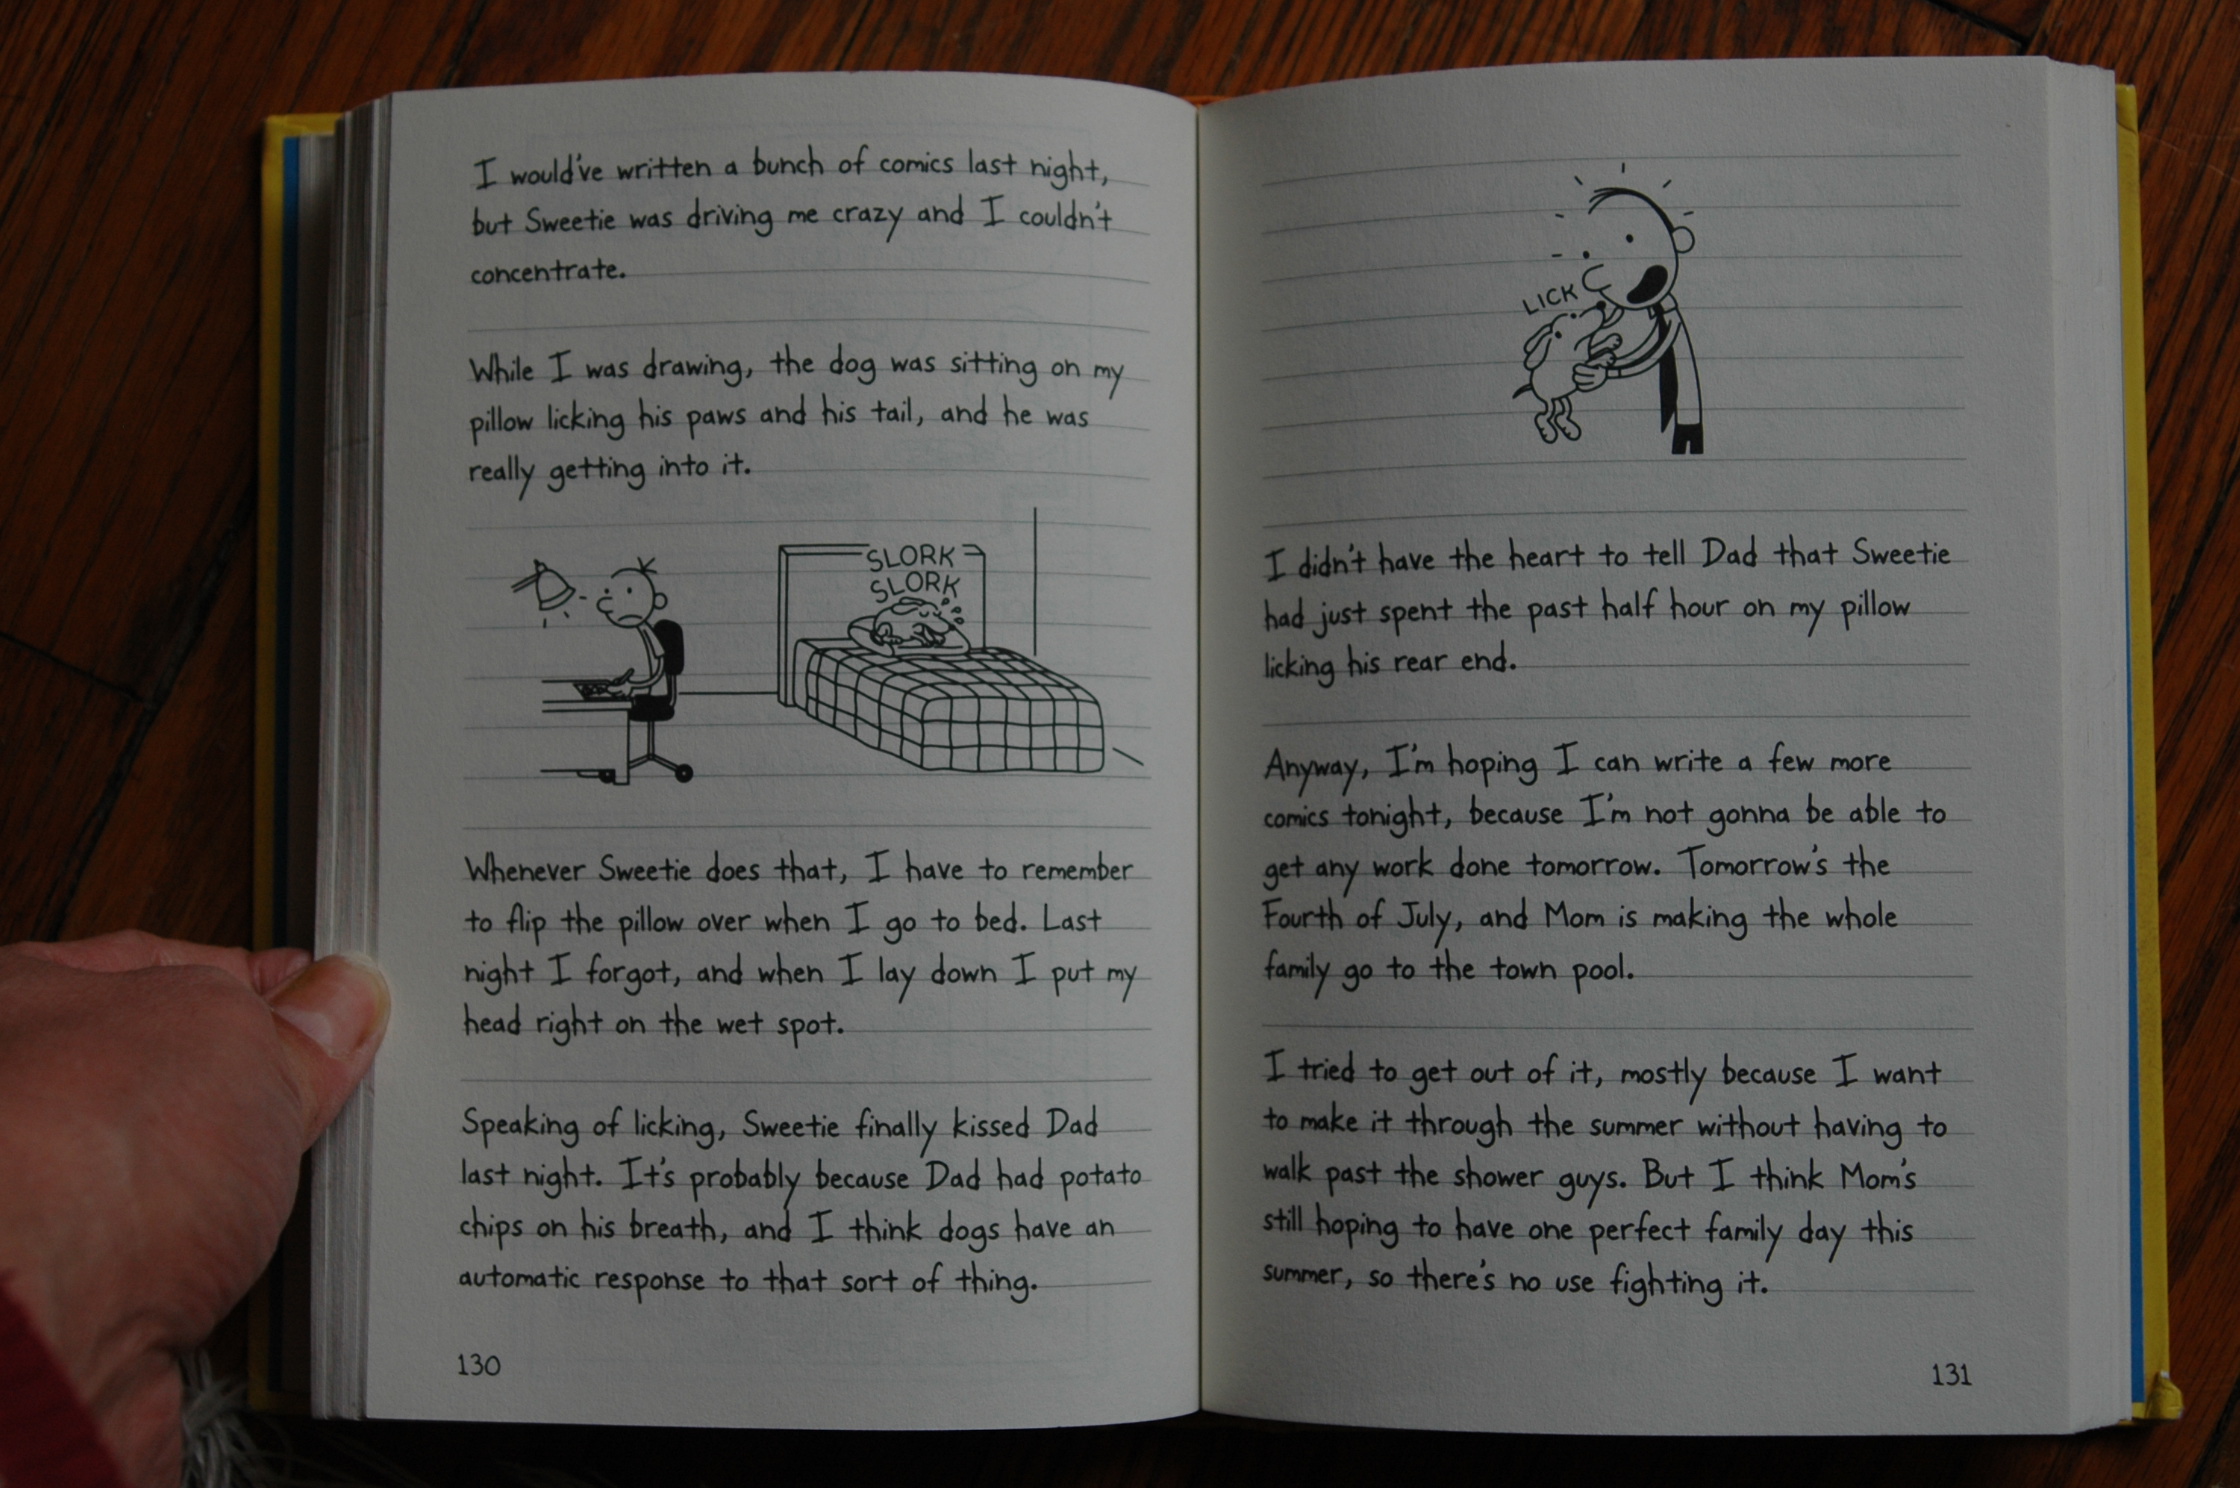 I would've written a bunch of comics last night,
but Sweetie was driving me crazy and I couldn't
concentrate.
While I was drawing, the dog was sitting on my
pillow licking his paws and his tail, and he was
really getting into it.
SLORK
SLORK
Whenever Sweetie does that, I have to remember
to flip the pillow over when I go to bed. Last
night I forgot, and when I lay down I put my
head right on the wet spot.
Speaking of licking, Sweetie finally kissed Dad
last night. It's probably because Dad had potato
chips on his breath, and I think dogs have an
automatic response to that sort of thing.
130
LICK
I didn't have the heart to tell Dad that Sweetie
had just spent the past half hour on my pillow
licking his rear end.
Anyway, I'm hoping I can write a few more
comics tonight, because I'm not gonna be able to
get any work done tomorrow. Tomorrow's the
Fourth of July, and Mom is making the whole
family go to the town pool.
I tried to get out of it, mostly because I want
to make it through the summer without having to
walk past the shower guys. But I think Mom's
still hoping to have one perfect family day this
summer, so there's no use fighting it.
131